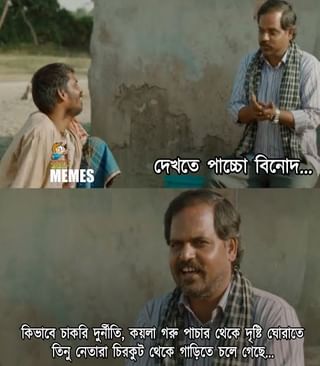 MEMES
দেখতে পাচ্চো বিনোদ...
কিভাবে চাকরি দুর্নীতি, কয়লা গরু পাচার থেকে দৃষ্টি ঘোরাতে
তিনু নেতারা চিরকুট থেকে গাড়িতে চলে গেছে...